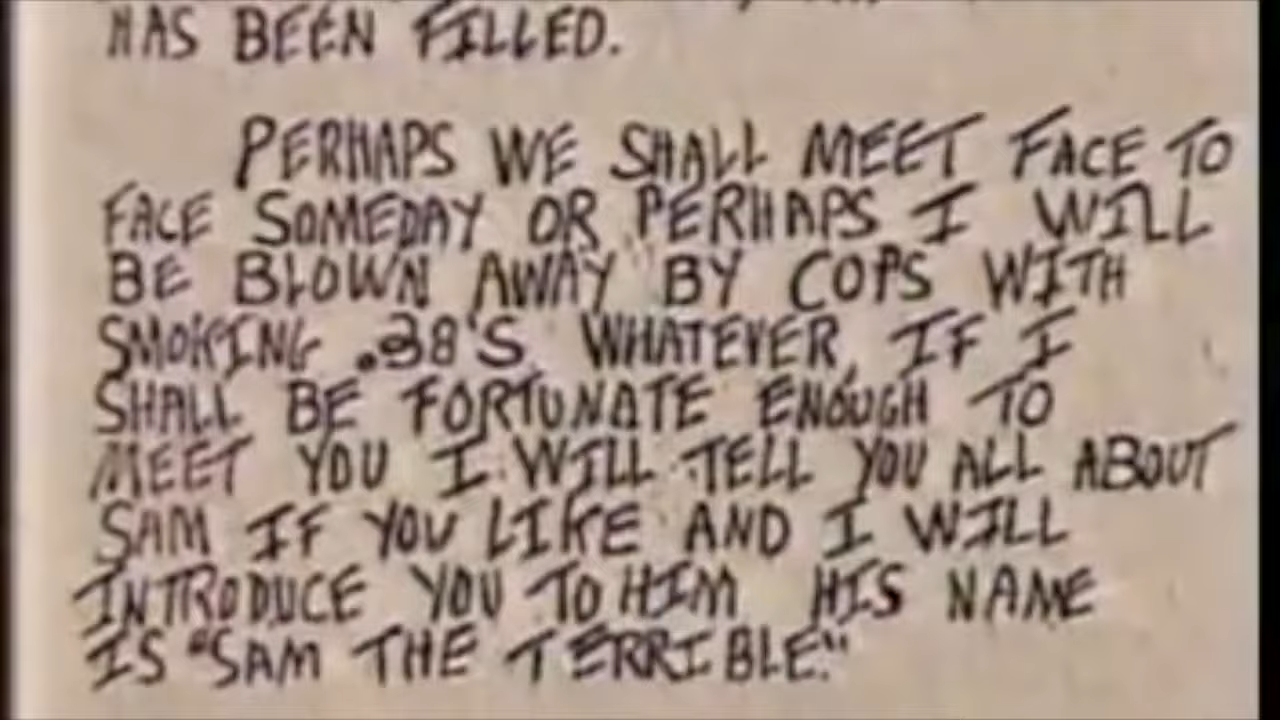 HAS BEEN FILLED.
PERHAPS WE SHALL MEET FACE TO
FACE SOMEDAY OR PERHAPS I WILL
BE BLOWN AWAY BY COPS WITH
SMOKING .38'S WHATEVER, IF I
SHALL BE FORTUNATE ENOUGH TO
MEET YOU I WILL TELL YOU ALL ABOUT
SAM IF YOU LIKE AND I WILL
INTRODUCE YOU TO HIM HIS NAME
IS "SAM THE TERRIBLE."